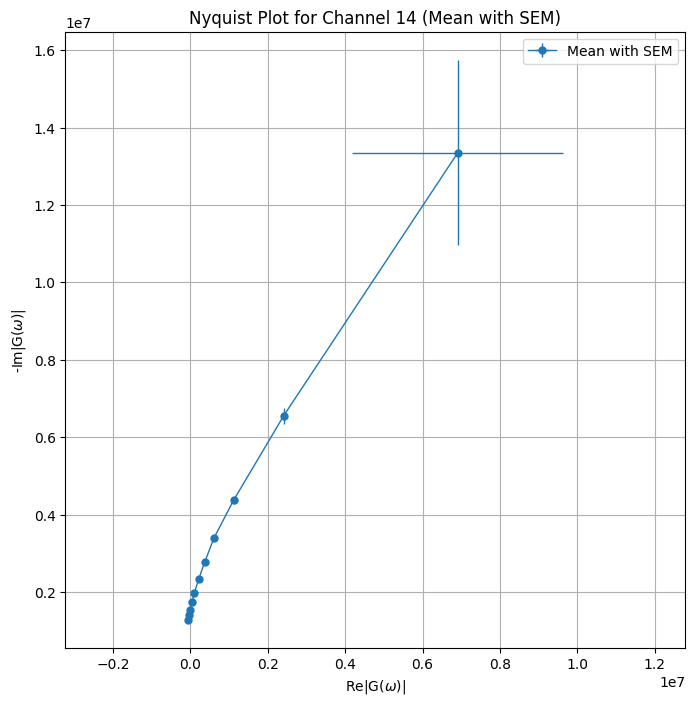 Nyquist Plot for Channel 14 (Mean with SEM)
1e7
Mean with SEM
1.6
1.4
1.2
1.0
0.8
0.6
0.4
0.2
-Im|G(ω)|
−0.2 0.0 0.2 0.4 0.6 0.8 1.0 1.2
1e7
Re|G(ω)|